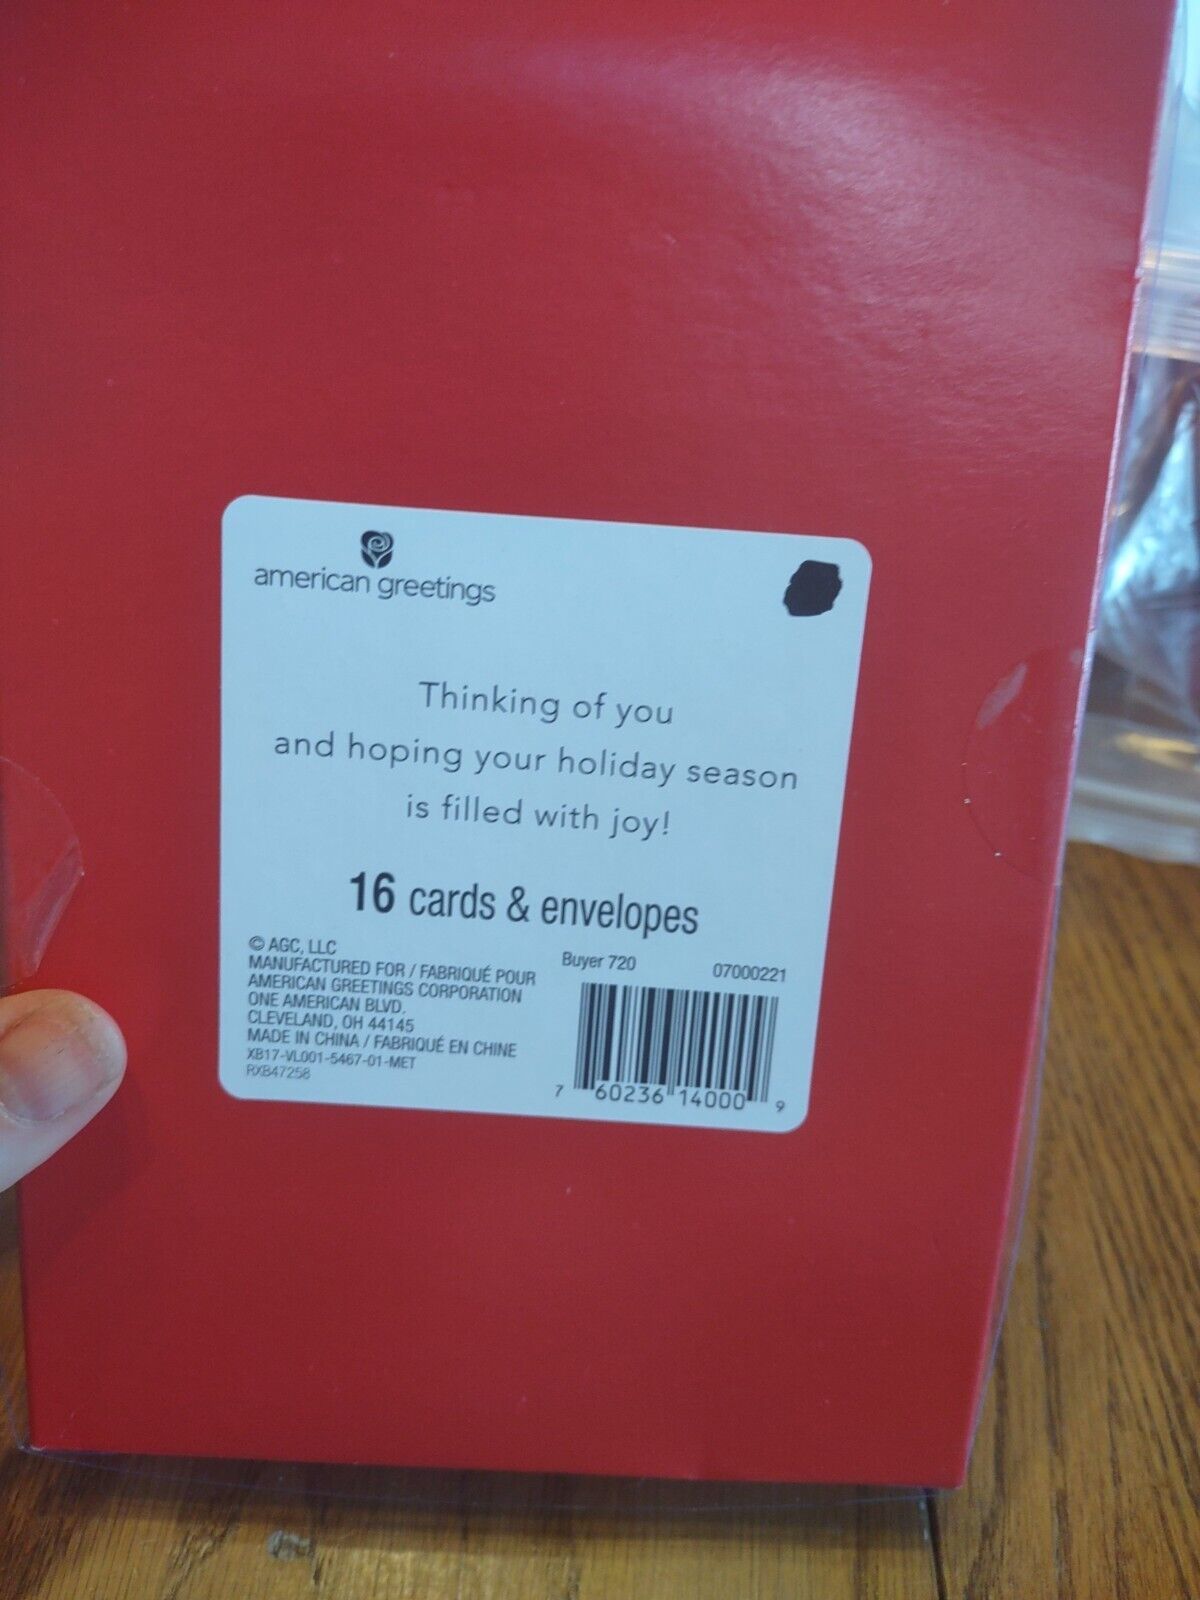 american greetings
Thinking of you
and hoping your holiday season
is filled with joy!
16 cards & envelopes
© AGC, LLC
MANUFACTURED FOR / FABRIQUÉ POUR
AMERICAN GREETINGS CORPORATION
ONE AMERICAN BLVD.
CLEVELAND, OH 44145
MADE IN CHINA / FABRIQUÉ EN CHINE
XB17-VL001-5467-01-MET
RXB47258
Buyer 720 07000221
7 60236 14000 9